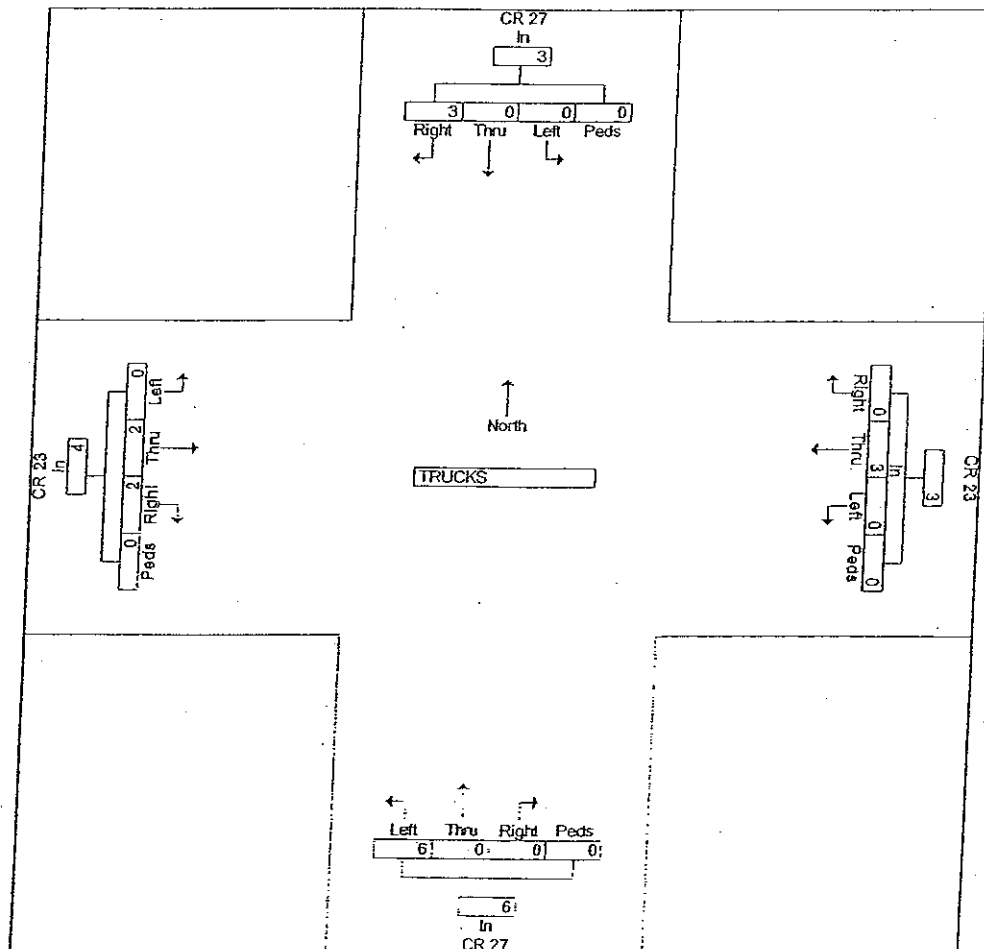 CR 27
In
3
3 0 0 0
Right Thru Left Peds
CR 23
In
4
0 2 2 0
Left Thru Right Peds
North
TRUCKS
Right Thru Left Peds
0 3 0 0
In
3
CR 23
Left Thru Right Peds
6 0 0 0
6
In
CR 27